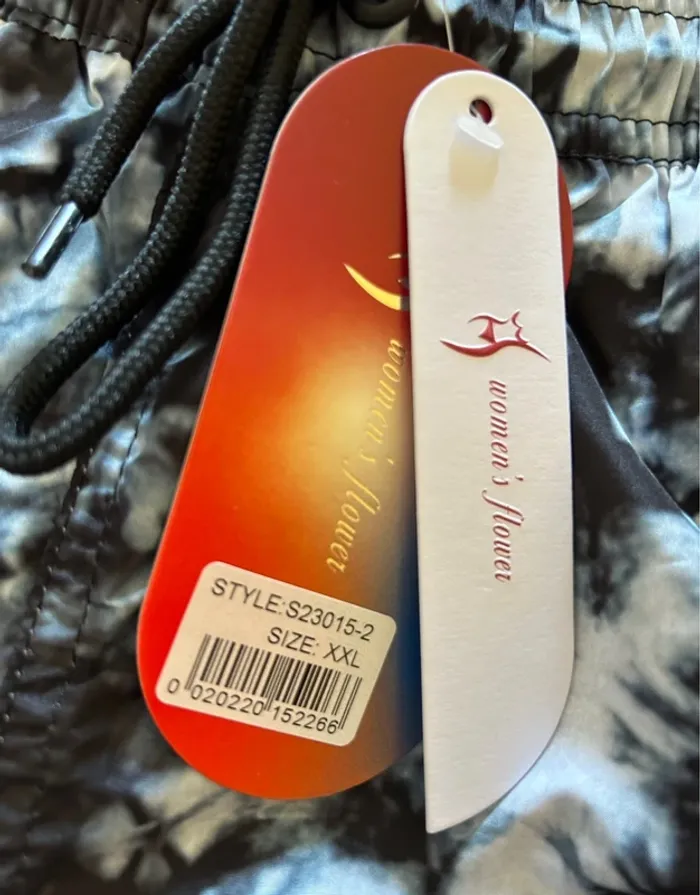 women's flower
women's flower
STYLE:S23015-2
SIZE: XXL
0 020220 152266